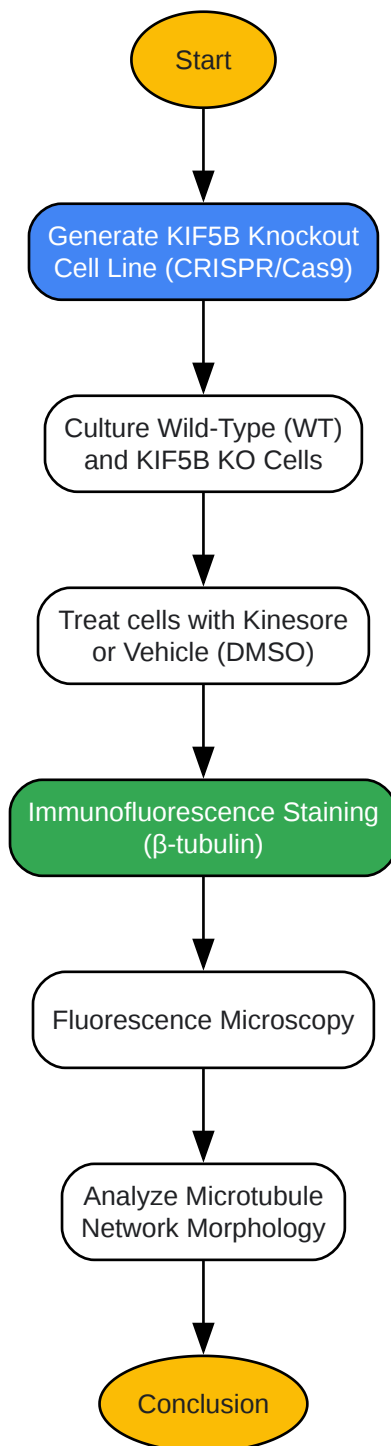 Start
Generate KIF5B Knockout
Cell Line (CRISPR/Cas9)
Culture Wild-Type (WT)
and KIF5B KO Cells
Treat cells with Kinesore
or Vehicle (DMSO)
Immunofluorescence Staining
(β-tubulin)
Fluorescence Microscopy
Analyze Microtubule
Network Morphology
Conclusion